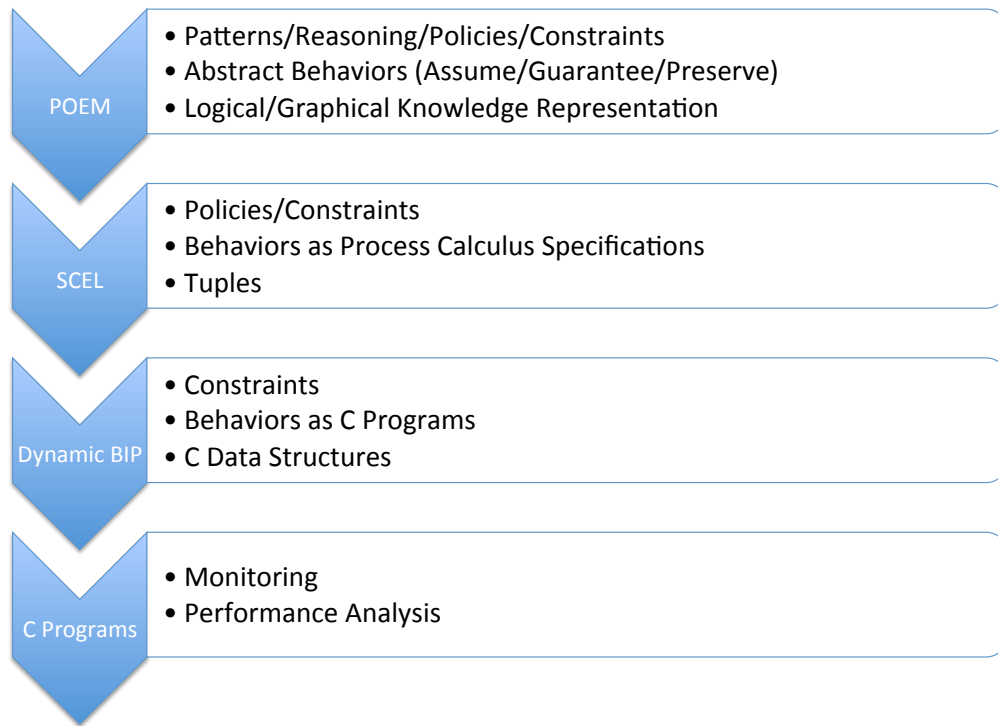 POEM
• Patterns/Reasoning/Policies/Constraints
• Abstract Behaviors (Assume/Guarantee/Preserve)
• Logical/Graphical Knowledge Representation
SCEL
• Policies/Constraints
• Behaviors as Process Calculus Specifications
• Tuples
Dynamic BIP
• Constraints
• Behaviors as C Programs
• C Data Structures
C Programs
• Monitoring
• Performance Analysis